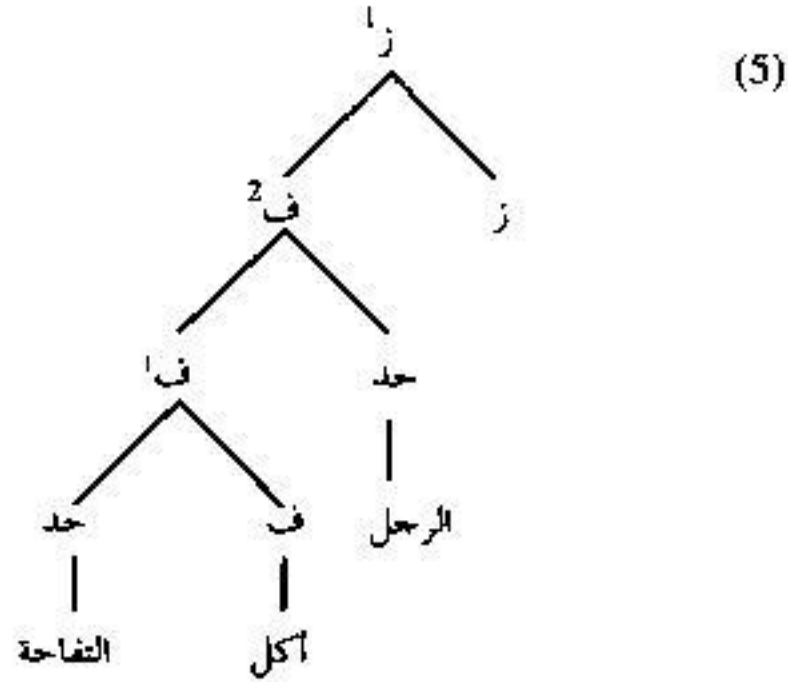 (5)
ز¹
ز ف²
حد ف¹
الرجل ف حد
أكل التفاحة